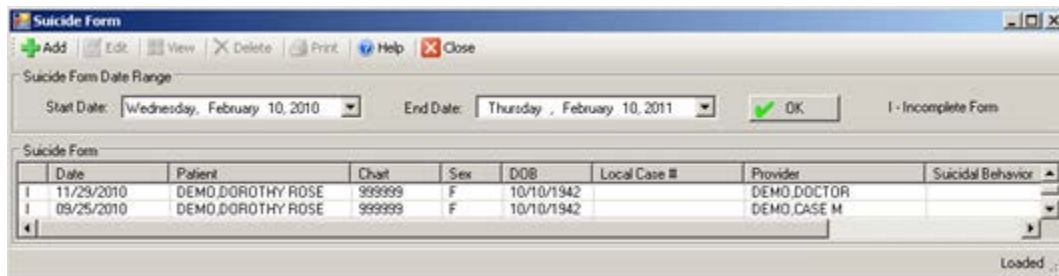 Suicide Form
Add Edit View Delete Print Help Close
Suicide Form Date Range
Start Date: Wednesday, February 10, 2010 End Date: Thursday , February 10, 2011 OK I - Incomplete Form
Suicide Form
Date Patient Chart Sex DOB Local Case # Provider Suicidal Behavior
I 11/29/2010 DEMO,DOROTHY ROSE 999999 F 10/10/1942 DEMO,DOCTOR
I 09/25/2010 DEMO,DOROTHY ROSE 999999 F 10/10/1942 DEMO,CASE M
Loaded